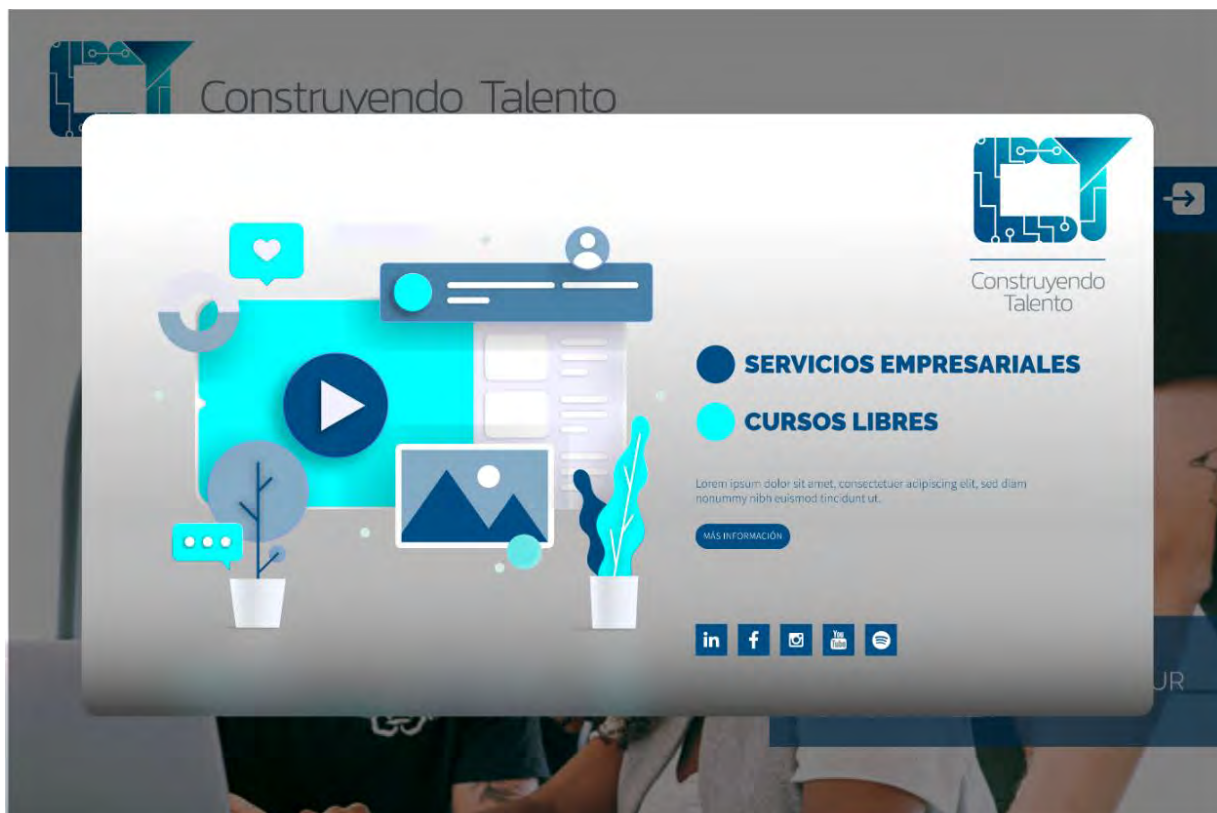 Construyendo Talento
Construyendo
Talento
SERVICIOS EMPRESARIALES
CURSOS LIBRES
Lorem ipsum dolor sit amet, consectetuer adipiscing elit, sed diam
nonummy nibh euismod tincidunt ut.
MÁS INFORMACIÓN
in f You Tube
UR